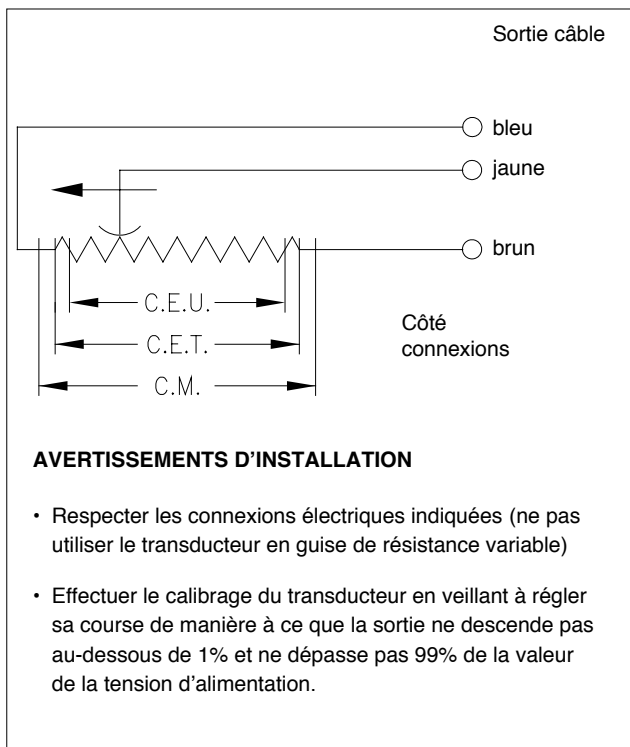 Sortie câble
bleu
jaune
brun
C.E.U.
C.E.T.
C.M.
Côté
connexions
AVERTISSEMENTS D’INSTALLATION
• Respecter les connexions électriques indiquées (ne pas
utiliser le transducteur en guise de résistance variable)
• Effectuer le calibrage du transducteur en veillant à régler
sa course de manière à ce que la sortie ne descende pas
au-dessous de 1% et ne dépasse pas 99% de la valeur
de la tension d’alimentation.